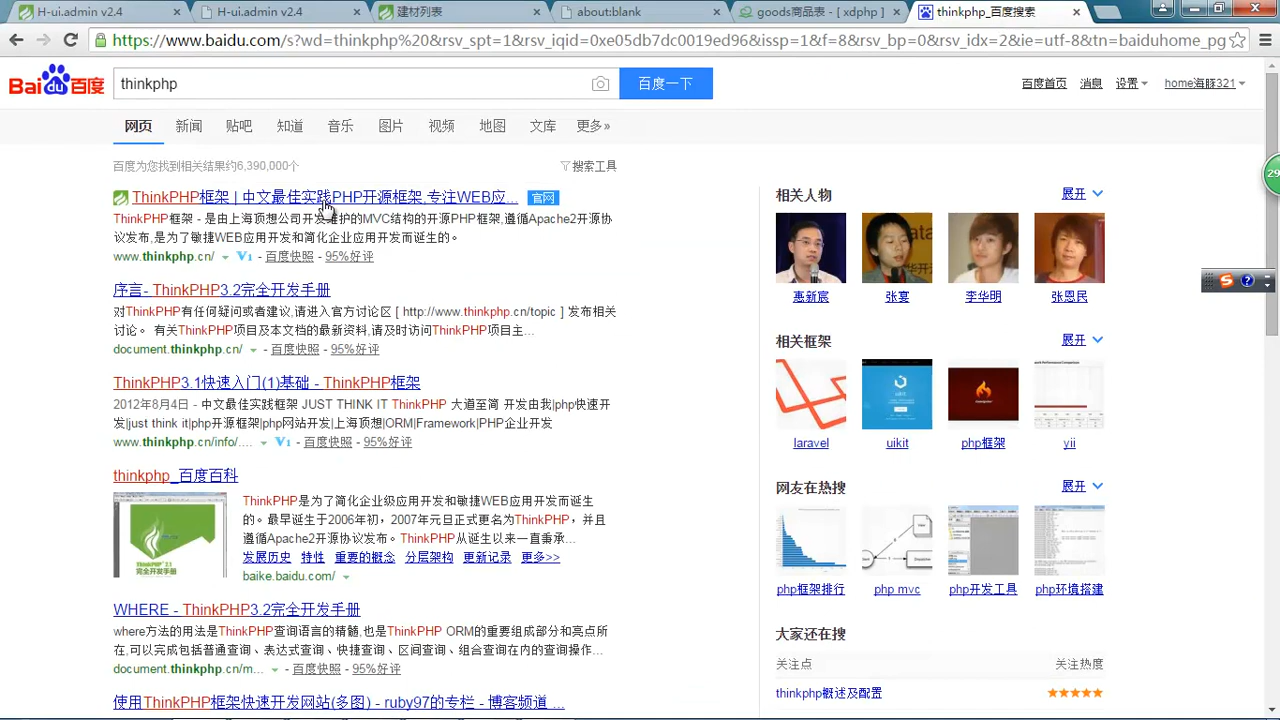 H-ui.admin v2.4
H-ui.admin v2.4
建材列表
about:blank
goods商品表 - [ xdphp ]
thinkphp_百度搜索
https://www.baidu.com/s?wd=thinkphp%20&rsv_spt=1&rsv_iqid=0xe05db7dc0019ed96&issp=1&f=8&rsv_bp=0&rsv_idx=2&ie=utf-8&tn=baiduhome_pg
Bai du 百度
thinkphp
百度一下
百度首页 消息 设置 home海豚321
网页 新闻 贴吧 知道 音乐 图片 视频 地图 文库 更多»
百度为您找到相关结果约6,390,000个
搜索工具
ThinkPHP框架 | 中文最佳实践PHP开源框架,专注WEB应... 官网
ThinkPHP框架 - 是由上海顶想公司开发维护的MVC结构的开源PHP框架,遵循Apache2开源协
议发布,是为了敏捷WEB应用开发和简化企业应用开发而诞生的。
www.thinkphp.cn/ V1 - 百度快照 - 95%好评
序言- ThinkPHP3.2完全开发手册
对ThinkPHP有任何疑问或者建议,请进入官方讨论区 [ http://www.thinkphp.cn/topic ] 发布相关
讨论。 有关ThinkPHP项目及本文档的最新资料,请及时访问ThinkPHP项目主...
document.thinkphp.cn/ - 百度快照 - 95%好评
ThinkPHP3.1快速入门(1)基础 - ThinkPHP框架
2012年8月4日 - 中文最佳实践框架 JUST THINK IT ThinkPHP 大道至简 开发由我|php快速开
发|just think it|php开源框架|php网站开发 上海顶想|ORM|Framework|PHP企业开发
www.thinkphp.cn/info/.... V1 - 百度快照 - 95%好评
thinkphp_百度百科
ThinkPHP是为了简化企业级应用开发和敏捷WEB应用开发而诞生
的。最早诞生于2006年初，2007年元旦正式更名为ThinkPHP，并且
遵循Apache2开源协议发布。ThinkPHP从诞生以来一直秉承...
发展历史 特性 重要的概念 分层架构 更新记录 更多>>
baike.baidu.com/
完全开发手册
WHERE - ThinkPHP3.2完全开发手册
where方法的用法是ThinkPHP查询语言的精髓,也是ThinkPHP ORM的重要组成部分和亮点所
在,可以完成包括普通查询、表达式查询、快捷查询、区间查询、组合查询在内的查询操作...
document.thinkphp.cn/m... - 百度快照 - 95%好评
使用ThinkPHP框架快速开发网站(多图) - ruby97的专栏 - 博客频道 ...
相关人物 展开
惠新宸 张宴 李华明 张恩民
相关框架 展开
laravel uikit php框架 yii
网友在热搜 展开
php框架排行 php mvc php开发工具 php环境搭建
大家还在搜
关注点 关注热度
thinkphp概述及配置 ★★★★★
29